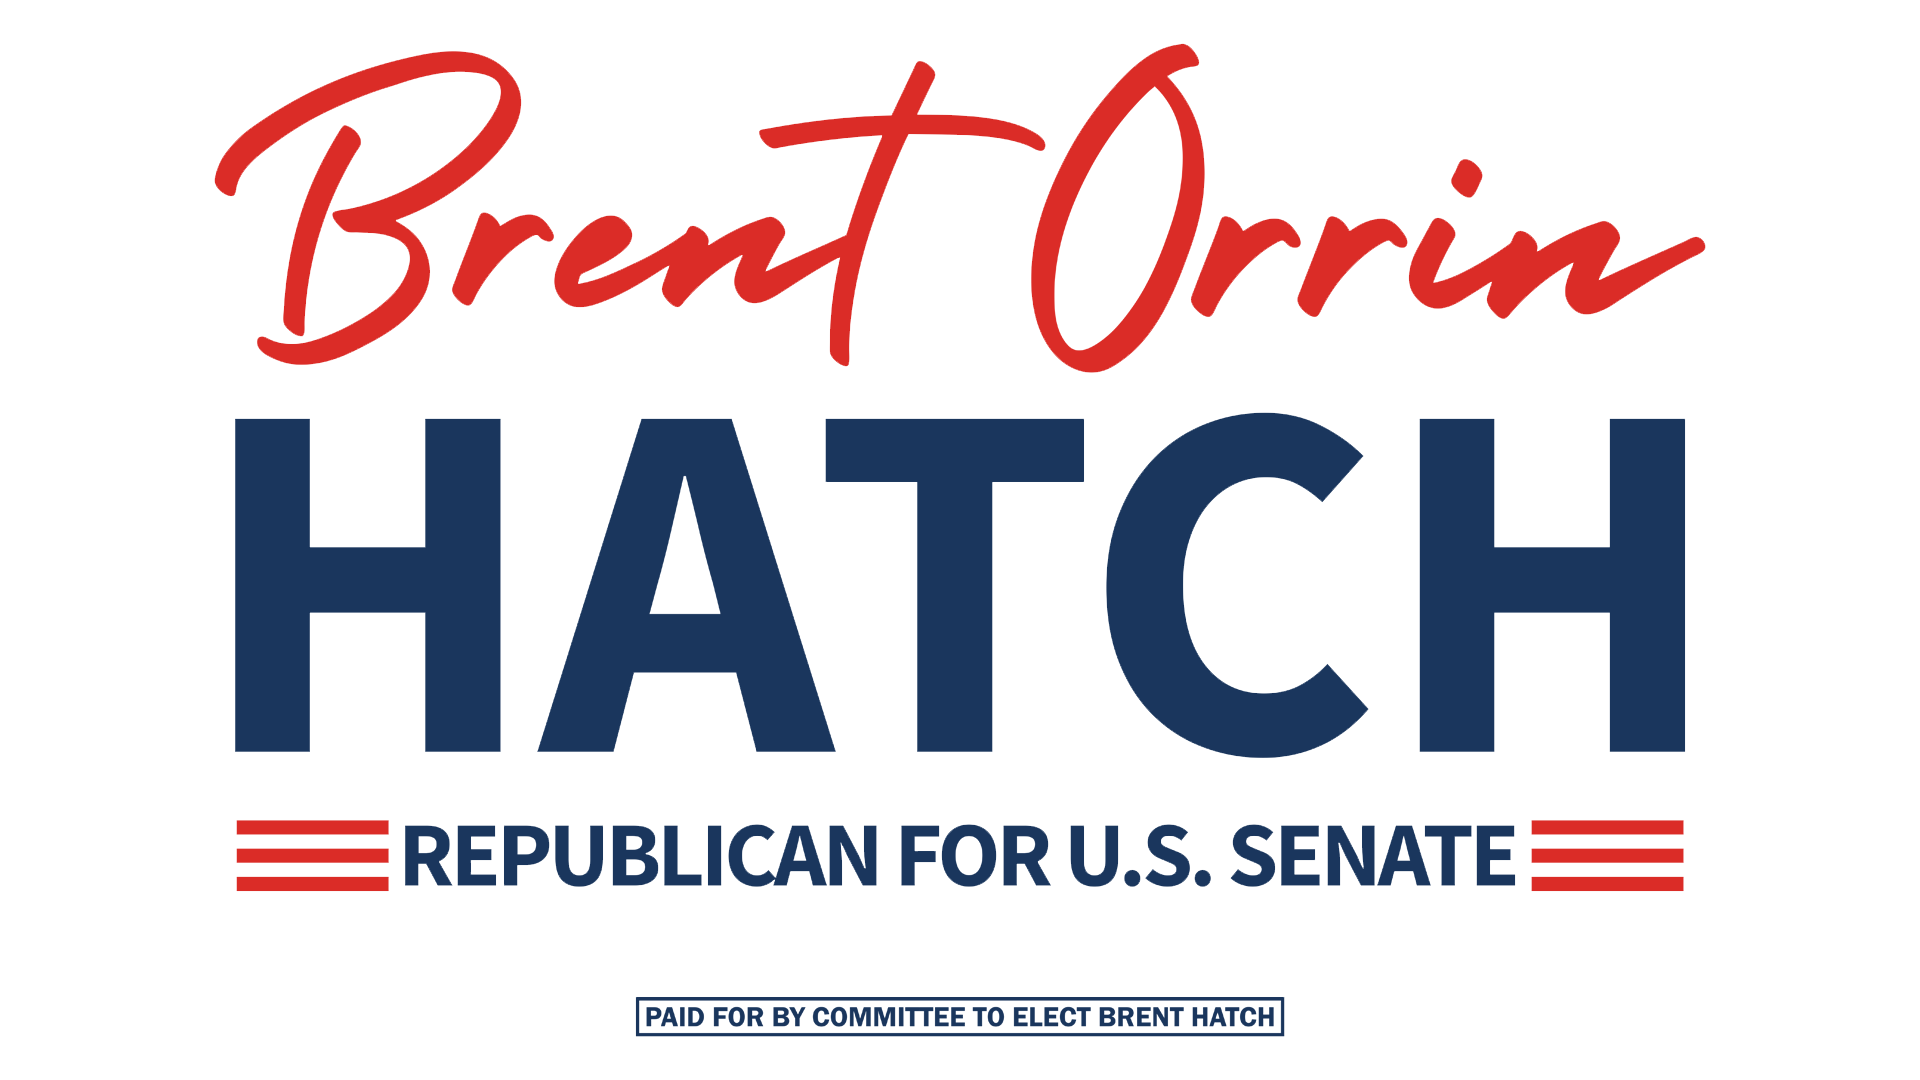 Brent Orrin
HATCH
REPUBLICAN FOR U.S. SENATE
PAID FOR BY COMMITTEE TO ELECT BRENT HATCH